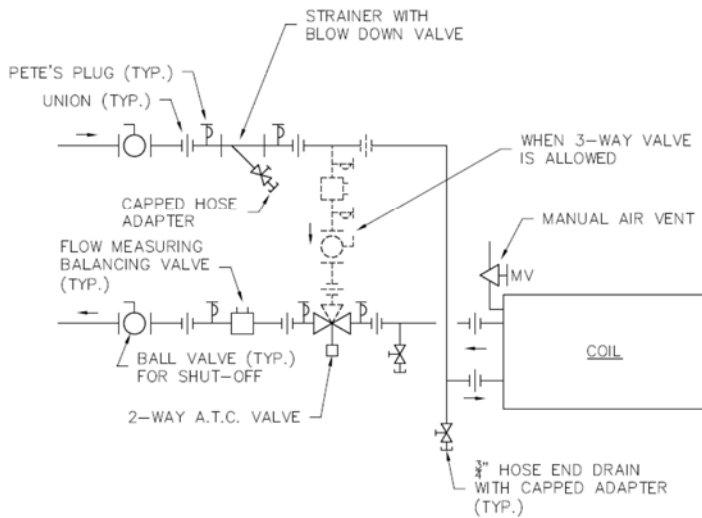 STRAINER WITH
BLOW DOWN VALVE
PETE'S PLUG (TYP.)
UNION (TYP.)
WHEN 3-WAY VALVE
IS ALLOWED
CAPPED HOSE
ADAPTER
MANUAL AIR VENT
FLOW MEASURING
BALANCING VALVE
(TYP.)
MV
COIL
BALL VALVE (TYP.)
FOR SHUT-OFF
2-WAY A.T.C. VALVE
3/4" HOSE END DRAIN
WITH CAPPED ADAPTER
(TYP.)